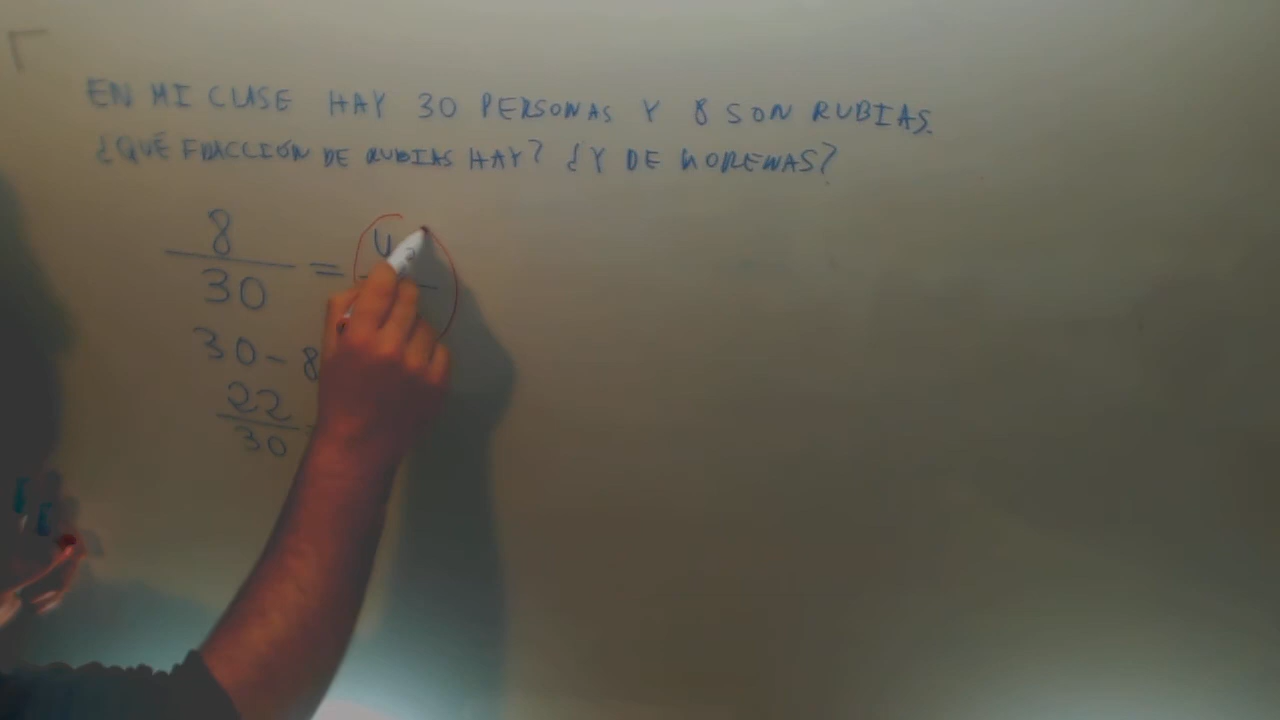 EN MI CLASE HAY 30 PERSONAS Y 8 SON RUBIAS.
¿QUÉ FRACCIÓN DE RUBIAS HAY? ¿Y DE MORENAS?
8/30 = 4
30 - 8
22/30